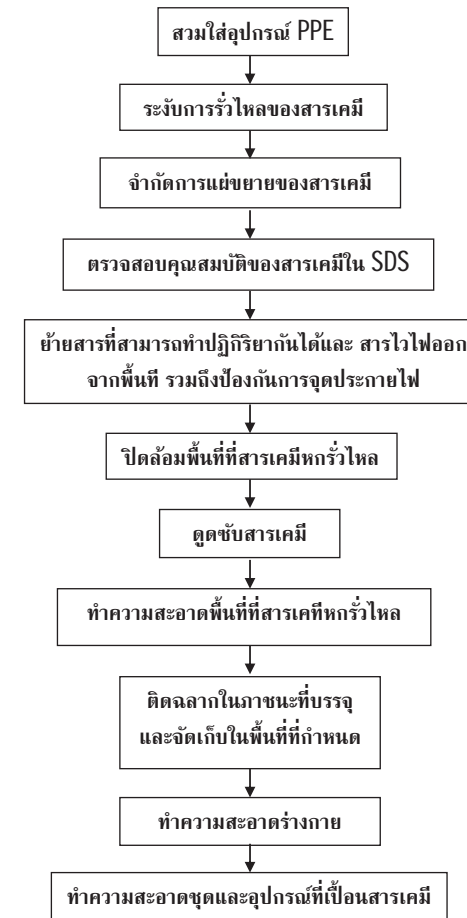 สวมใส่อุปกรณ์ PPE
ระงับการรั่วไหลของสารเคมี
จำกัดการแผ่ขยายของสารเคมี
ตรวจสอบคุณสมบัติของสารเคมีใน SDS
ย้ายสารที่สามารถทำปฏิกิริยากันได้และ สารไวไฟออก
จากพื้นที่ รวมถึงป้องกันการจุดประกายไฟ
ปิดล้อมพื้นที่ที่สารเคมีหกรั่วไหล
ดูดซับสารเคมี
ทำความสะอาดพื้นที่ที่สารเคทีหกรั่วไหล
ติดฉลากในภาชนะที่บรรจุ
และจัดเก็บในพื้นที่ที่กำหนด
ทำความสะอาดร่างกาย
ทำความสะอาดชุดและอุปกรณ์ที่เปื้อนสารเคมี